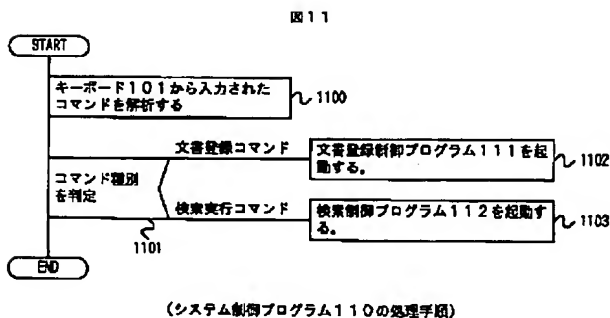 図11
START
キーボード101から入力された
コマンドを解析する
1100
文書登録コマンド
文書登録制御プログラム111を起
動する。
1102
コマンド種別
を判定
検索実行コマンド
検索制御プログラム112を起動す
る。
1103
1101
END
(システム制御プログラム110の処理手順)